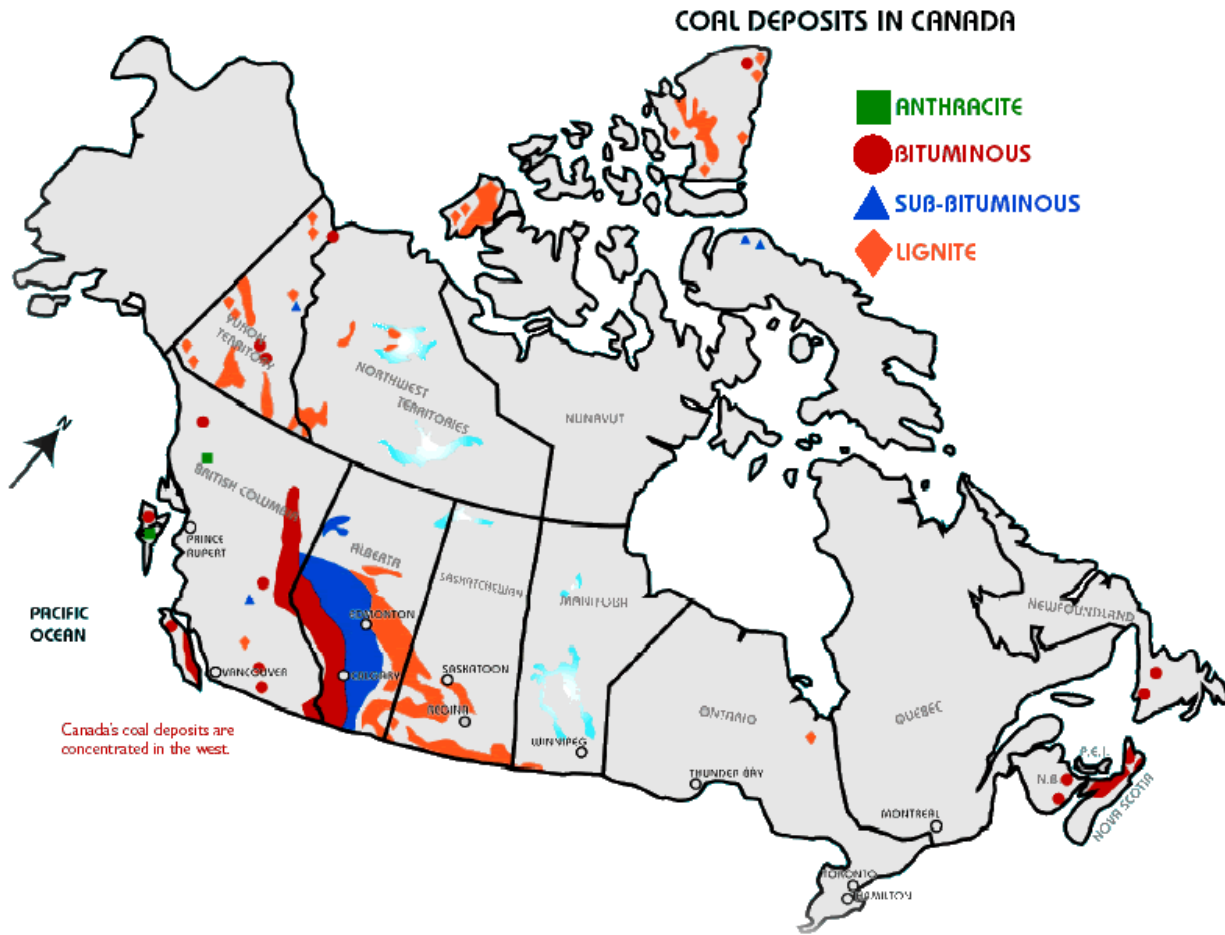 COAL DEPOSITS IN CANADA
ANTHRACITE
BITUMINOUS
SUB-BITUMINOUS
LIGNITE
YUKON
TERRITORY
NORTHWEST
TERRITORIES
NUNAVUT
N
BRITISH COLUMBIA
PRINCE
RUPERT
ALBERTA
SASKATCHEWAN
MANITOBA
NEWFOUNDLAND
PACIFIC
OCEAN
EDMONTON
VANCOUVER
CALGARY
SASKATOON
REGINA
ONTARIO
QUEBEC
Canada's coal deposits are
concentrated in the west.
WINNIPEG
P.E.I.
N.B.
NOVA SCOTIA
THUNDER BAY
MONTREAL
TORONTO
HAMILTON